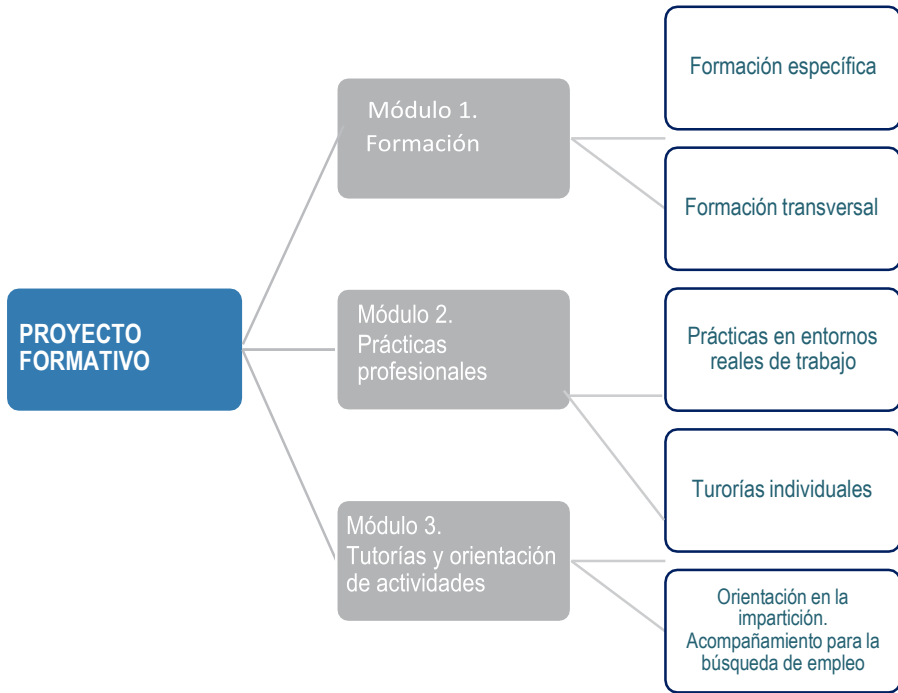 PROYECTO
FORMATIVO
Módulo 1.
Formación
Formación específica
Formación transversal
Módulo 2.
Prácticas
profesionales
Prácticas en entornos
reales de trabajo
Turorías individuales
Módulo 3.
Tutorías y orientación
de actividades
Orientación en la
impartición.
Acompañamiento para la
búsqueda de empleo